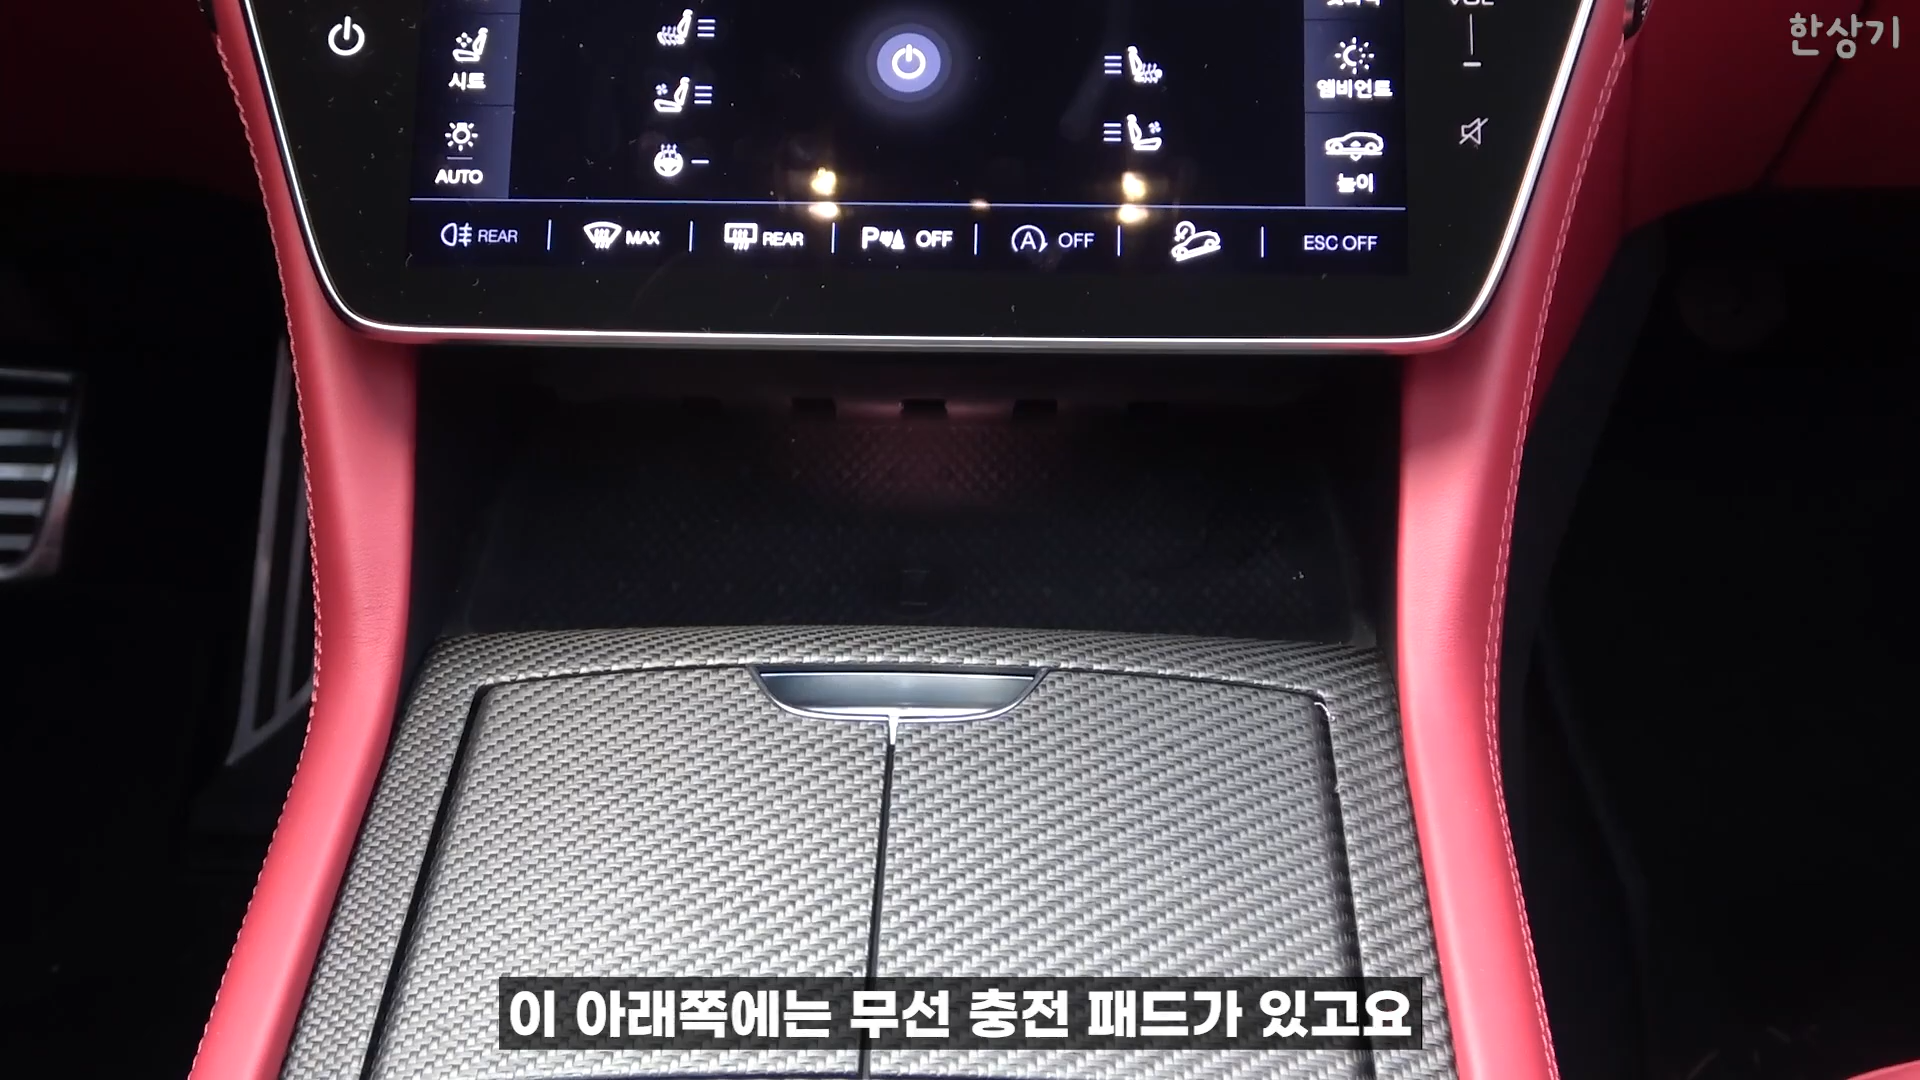 한상기
시트
앰비언트
AUTO
높이
REAR
MAX
REAR
P OFF
A OFF
ESC OFF
이 아래쪽에는 무선 충전 패드가 있고요